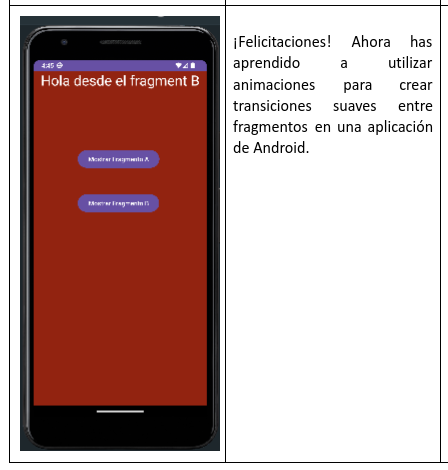 4:45
Hola desde el fragment B
Mostrar Fragmento A
Mostrar Fragmento B
¡Felicitaciones! Ahora has
aprendido a utilizar
animaciones para crear
transiciones suaves entre
fragmentos en una aplicación
de Android.